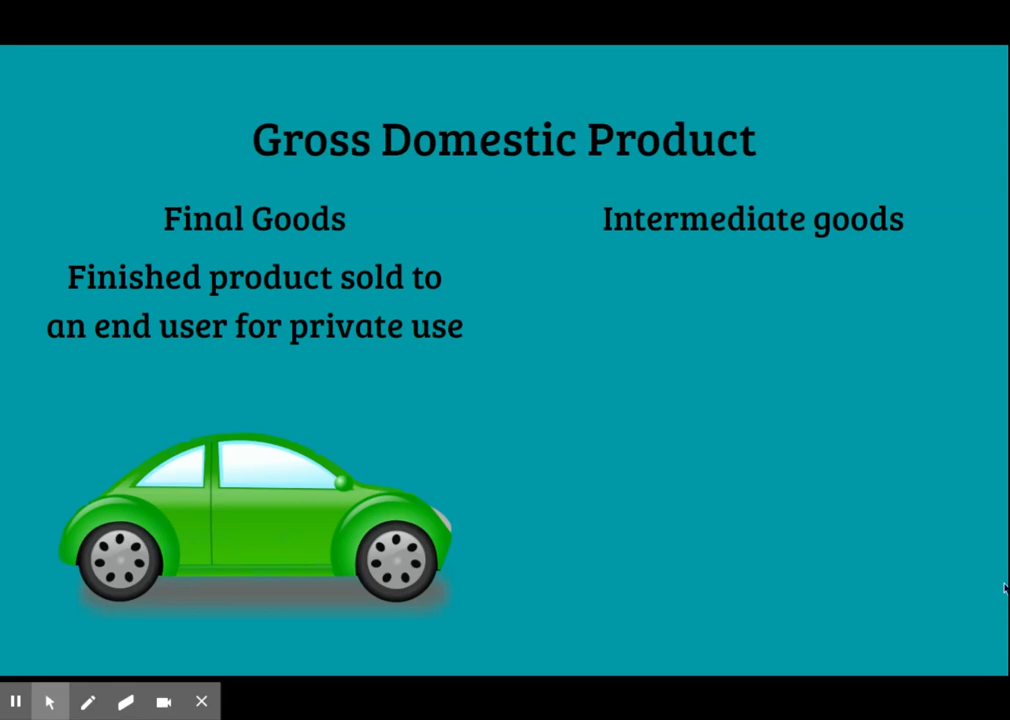 Gross Domestic Product
Final Goods
Finished product sold to
an end user for private use
Intermediate goods